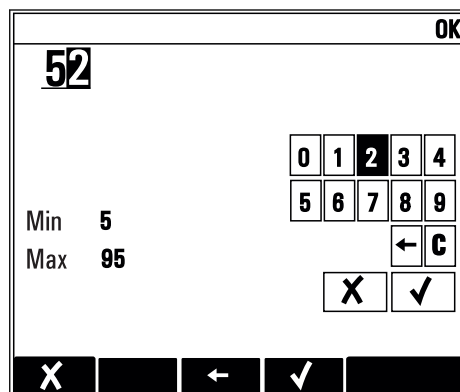 OK
52
0 1 2 3 4
5 6 7 8 9
Min 5
← C
Max 95
✗ ✓
✗ ← ✓